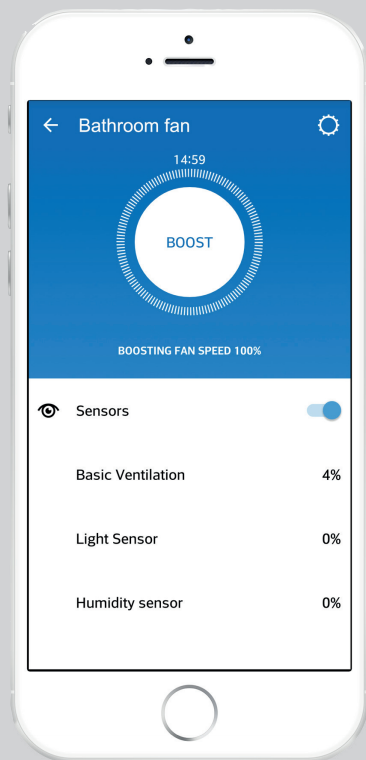 Bathroom fan
14:59
BOOST
BOOSTING FAN SPEED 100%
Sensors
Basic Ventilation 4%
Light Sensor 0%
Humidity sensor 0%